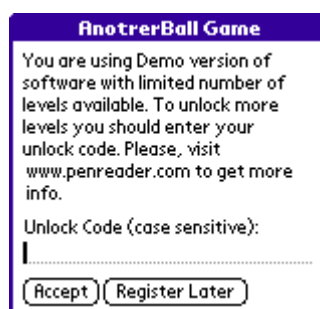 AnotrerBall Game
You are using Demo version of
software with limited number of
levels available. To unlock more
levels you should enter your
unlock code. Please, visit
www.penreader.com to get more
info.
Unlock Code (case sensitive):
Accept Register Later